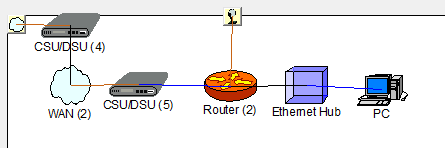 CSU/DSU (4)
WAN (2)
CSU/DSU (5)
Router (2)
Ethernet Hub
PC